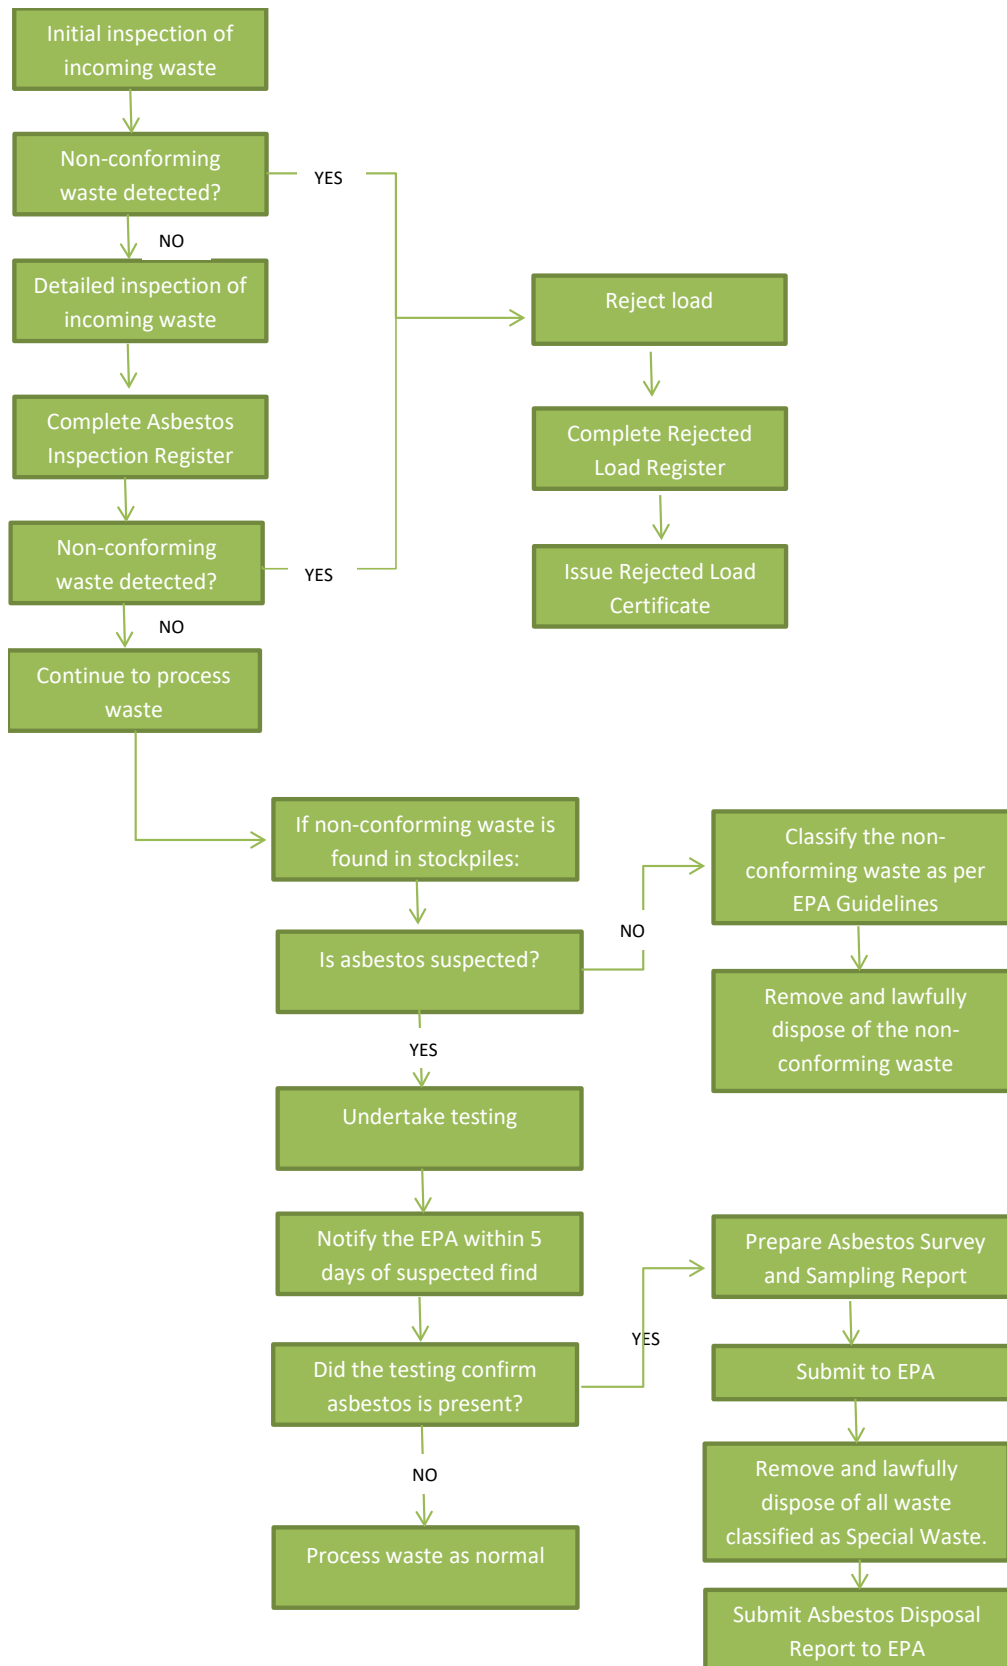 Initial inspection of
incoming waste
Non-conforming
waste detected?
YES
NO
Detailed inspection of
incoming waste
Reject load
Complete Asbestos
Inspection Register
Complete Rejected
Load Register
Non-conforming
waste detected?
YES
Issue Rejected Load
Certificate
NO
Continue to process
waste
If non-conforming waste is
found in stockpiles:
Classify the non-
conforming waste as per
EPA Guidelines
Is asbestos suspected?
NO
Remove and lawfully
dispose of the non-
conforming waste
YES
Undertake testing
Notify the EPA within 5
days of suspected find
Prepare Asbestos Survey
and Sampling Report
YES
Did the testing confirm
asbestos is present?
Submit to EPA
NO
Remove and lawfully
dispose of all waste
classified as Special Waste.
Process waste as normal
Submit Asbestos Disposal
Report to EPA